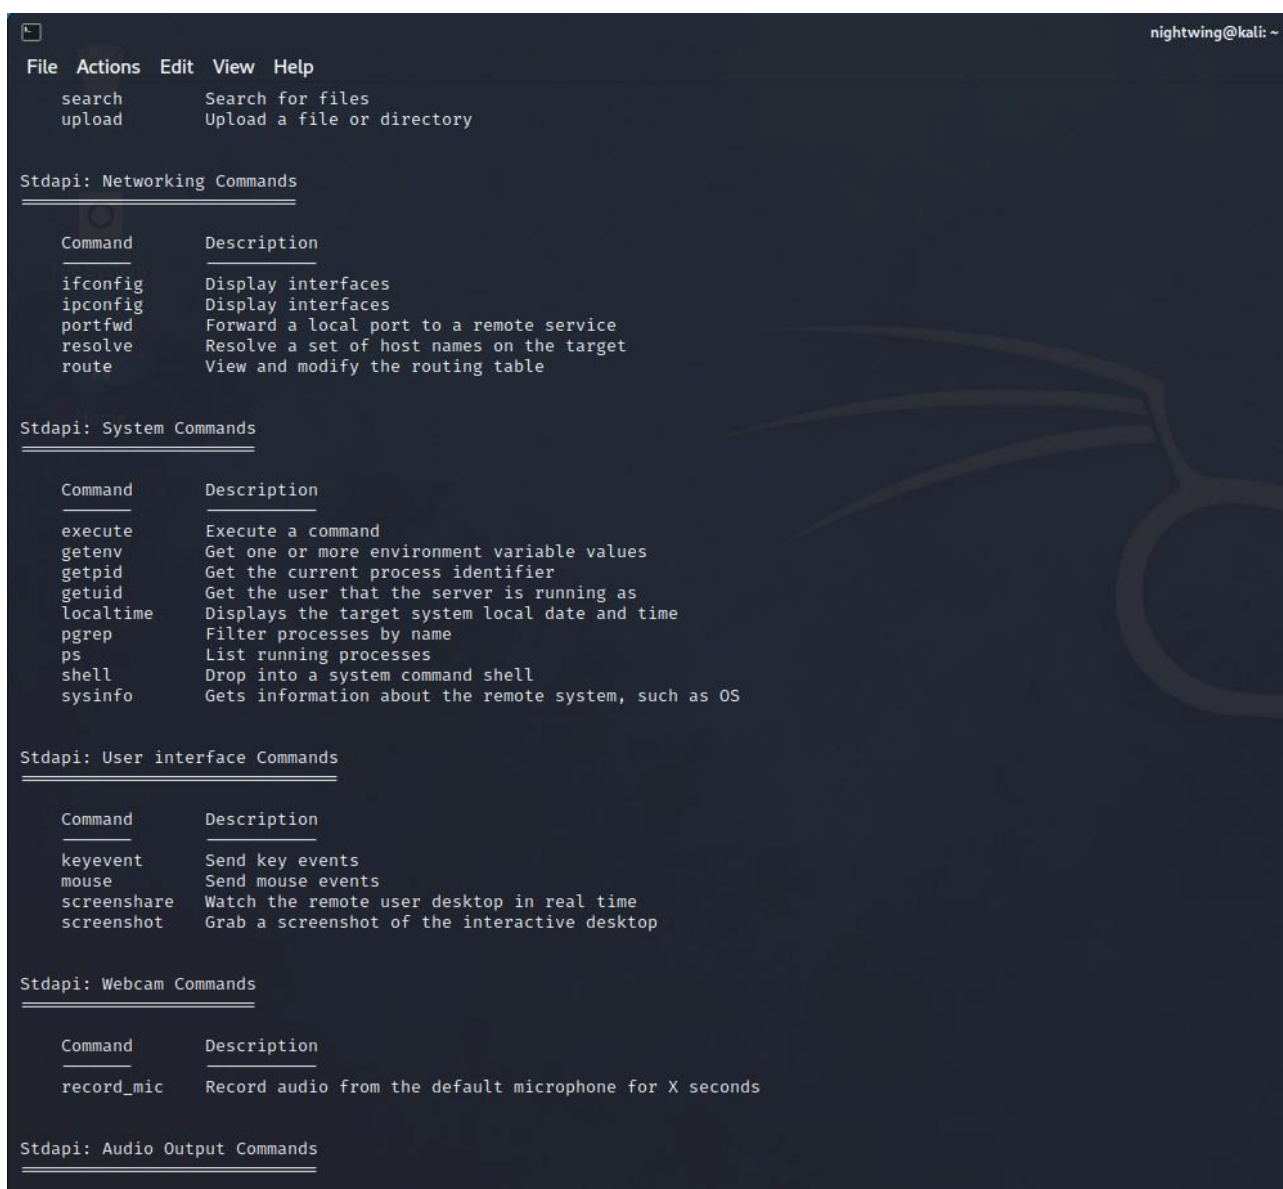 nightwing@kali: ~
File Actions Edit View Help
search Search for files
upload Upload a file or directory
Stdapi: Networking Commands
Command Description
ifconfig Display interfaces
ipconfig Display interfaces
portfwd Forward a local port to a remote service
resolve Resolve a set of host names on the target
route View and modify the routing table
Stdapi: System Commands
Command Description
execute Execute a command
getenv Get one or more environment variable values
getpid Get the current process identifier
getuid Get the user that the server is running as
localtime Displays the target system local date and time
pgrep Filter processes by name
ps List running processes
shell Drop into a system command shell
sysinfo Gets information about the remote system, such as OS
Stdapi: User interface Commands
Command Description
keyevent Send key events
mouse Send mouse events
screenshare Watch the remote user desktop in real time
screenshot Grab a screenshot of the interactive desktop
Stdapi: Webcam Commands
Command Description
record_mic Record audio from the default microphone for X seconds
Stdapi: Audio Output Commands